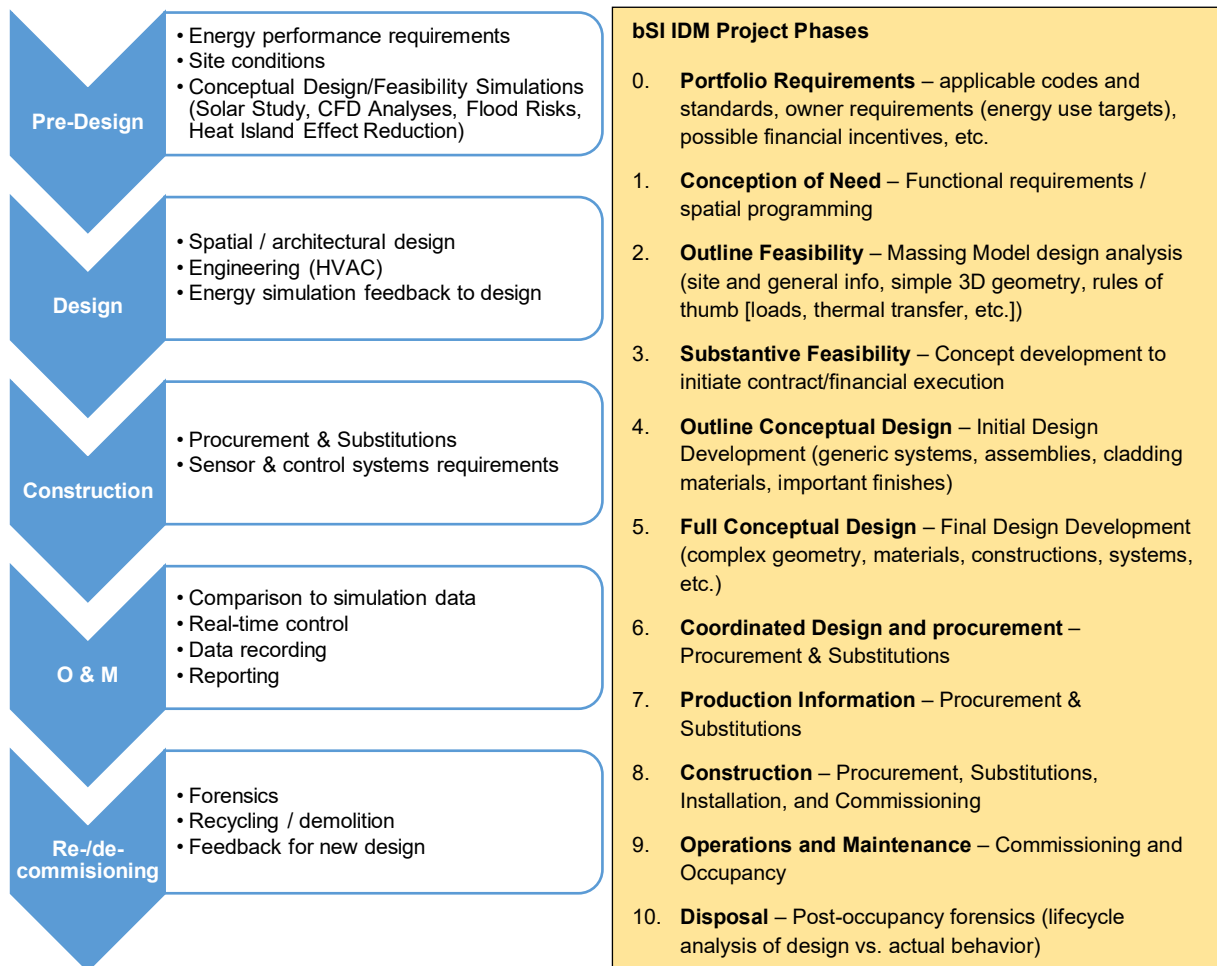 Pre-Design
• Energy performance requirements
• Site conditions
• Conceptual Design/Feasibility Simulations
(Solar Study, CFD Analyses, Flood Risks,
Heat Island Effect Reduction)
Design
• Spatial / architectural design
• Engineering (HVAC)
• Energy simulation feedback to design
Construction
• Procurement & Substitutions
• Sensor & control systems requirements
O & M
• Comparison to simulation data
• Real-time control
• Data recording
• Reporting
Re-/de-
commisioning
• Forensics
• Recycling / demolition
• Feedback for new design
bSI IDM Project Phases
0. Portfolio Requirements – applicable codes and
standards, owner requirements (energy use targets),
possible financial incentives, etc.
1. Conception of Need – Functional requirements /
spatial programming
2. Outline Feasibility – Massing Model design analysis
(site and general info, simple 3D geometry, rules of
thumb [loads, thermal transfer, etc.])
3. Substantive Feasibility – Concept development to
initiate contract/financial execution
4. Outline Conceptual Design – Initial Design
Development (generic systems, assemblies, cladding
materials, important finishes)
5. Full Conceptual Design – Final Design Development
(complex geometry, materials, constructions, systems,
etc.)
6. Coordinated Design and procurement –
Procurement & Substitutions
7. Production Information – Procurement &
Substitutions
8. Construction – Procurement, Substitutions,
Installation, and Commissioning
9. Operations and Maintenance – Commissioning and
Occupancy
10. Disposal – Post-occupancy forensics (lifecycle
analysis of design vs. actual behavior)